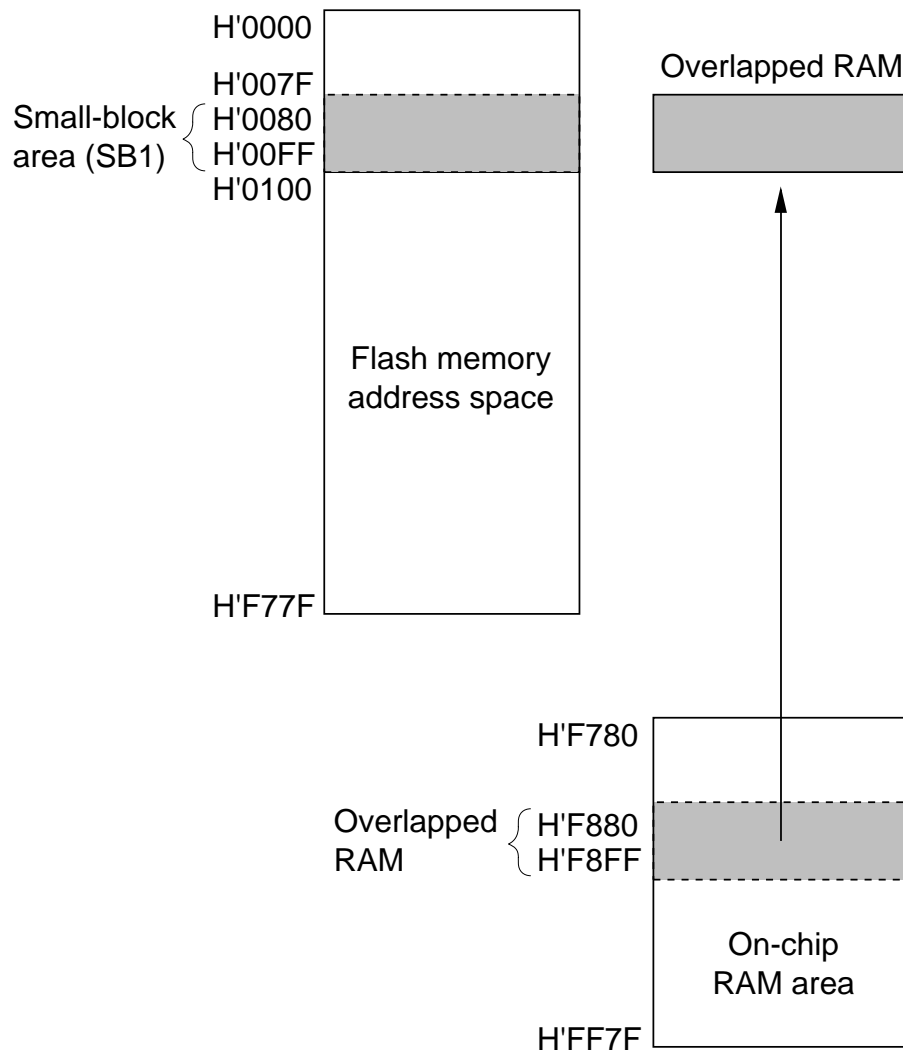 H'0000
H'007F
Small-block
area (SB1)
H'0080
H'00FF
H'0100
Overlapped RAM
Flash memory
address space
H'F77F
H'F780
Overlapped
RAM
H'F880
H'F8FF
On-chip
RAM area
H'FF7F